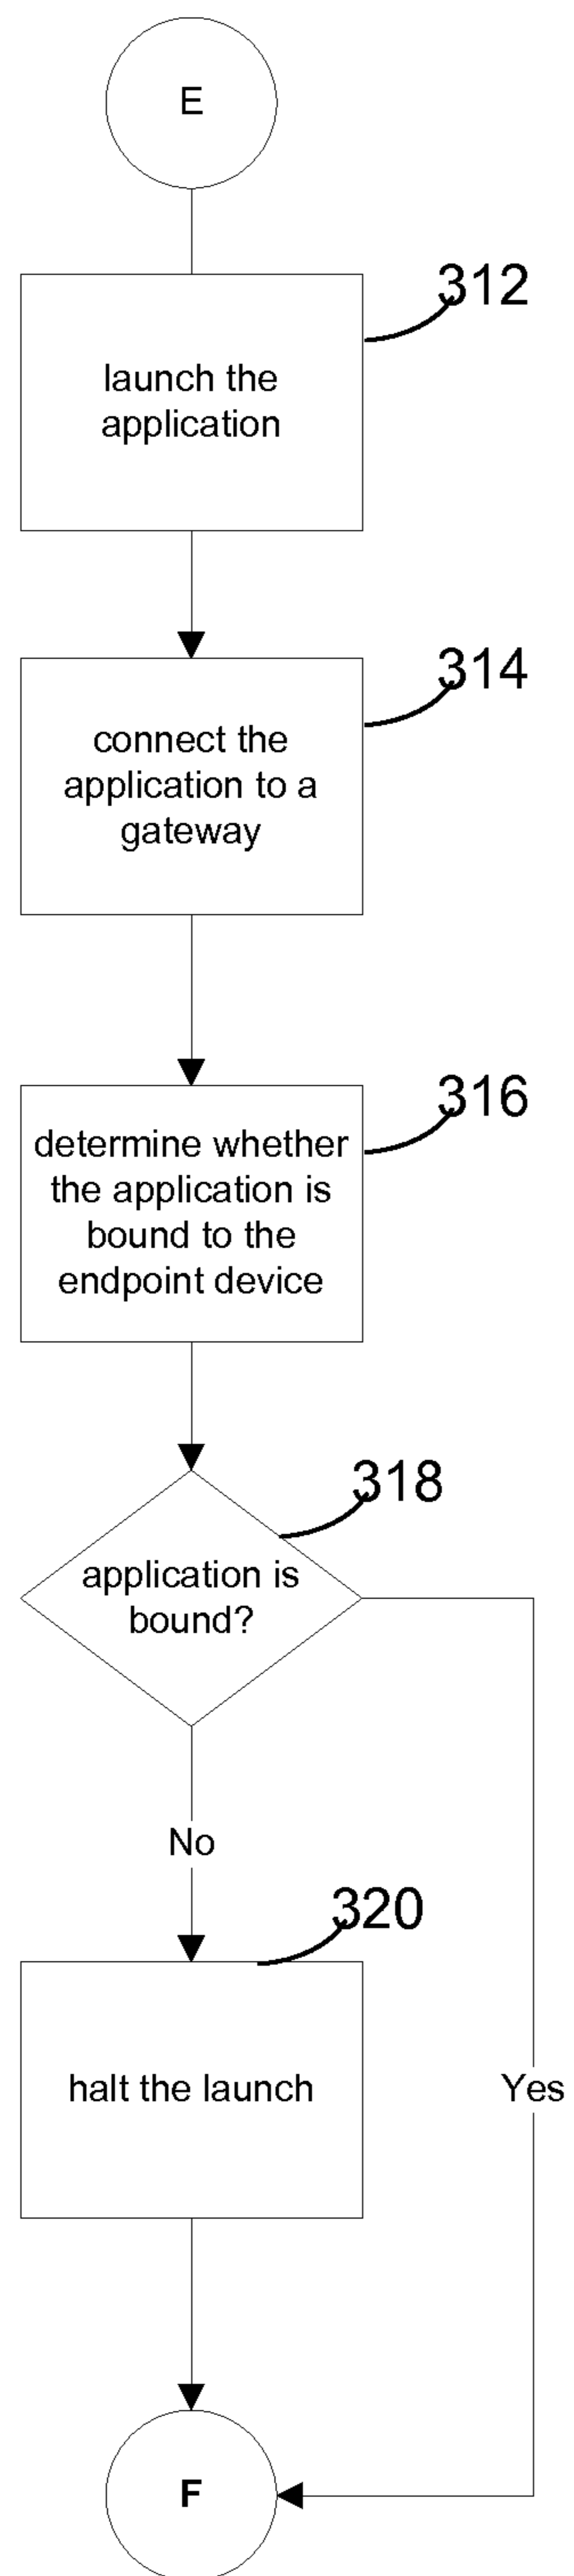 E
312
launch the
application
314
connect the
application to a
gateway
316
determine whether
the application is
bound to the
endpoint device
318
application is
bound?
No
320
halt the launch
Yes
F